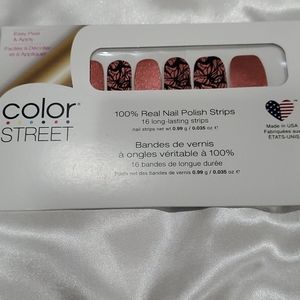 Easy Peel
& Apply
Faciles à Décoller
et à Appliquer
color
STREET
100% Real Nail Polish Strips
16 long-lasting strips
nail strips net wt 0.99 g / 0.035 oz
Bandes de vernis
à ongles véritable à 100%
16 bandes de longue durée
Poids net des bandes de vernis 0.99 g / 0.035 oz
Made in USA
Fabriquées aux
ÉTATS-UNIS